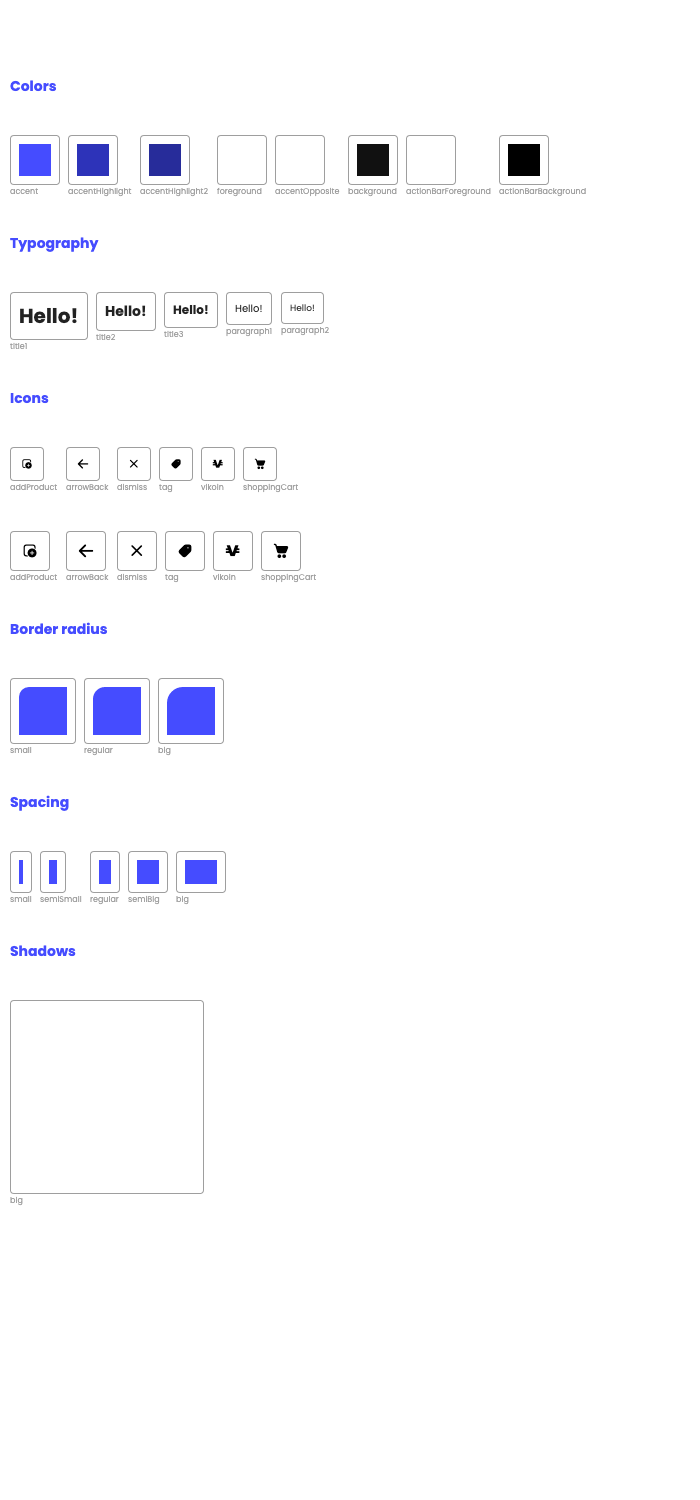 Colors
accent accentHighlight accentHighlight2 foreground accentOpposite background actionBarForeground actionBarBackground
Typography
Hello! Hello! Hello! Hello! Hello!
title1 title2 title3 paragraph1 paragraph2
Icons
addProduct arrowBack dismiss tag vikoin shoppingCart
addProduct arrowBack dismiss tag vikoin shoppingCart
Border radius
small regular big
Spacing
small semiSmall regular semiBig big
Shadows
big